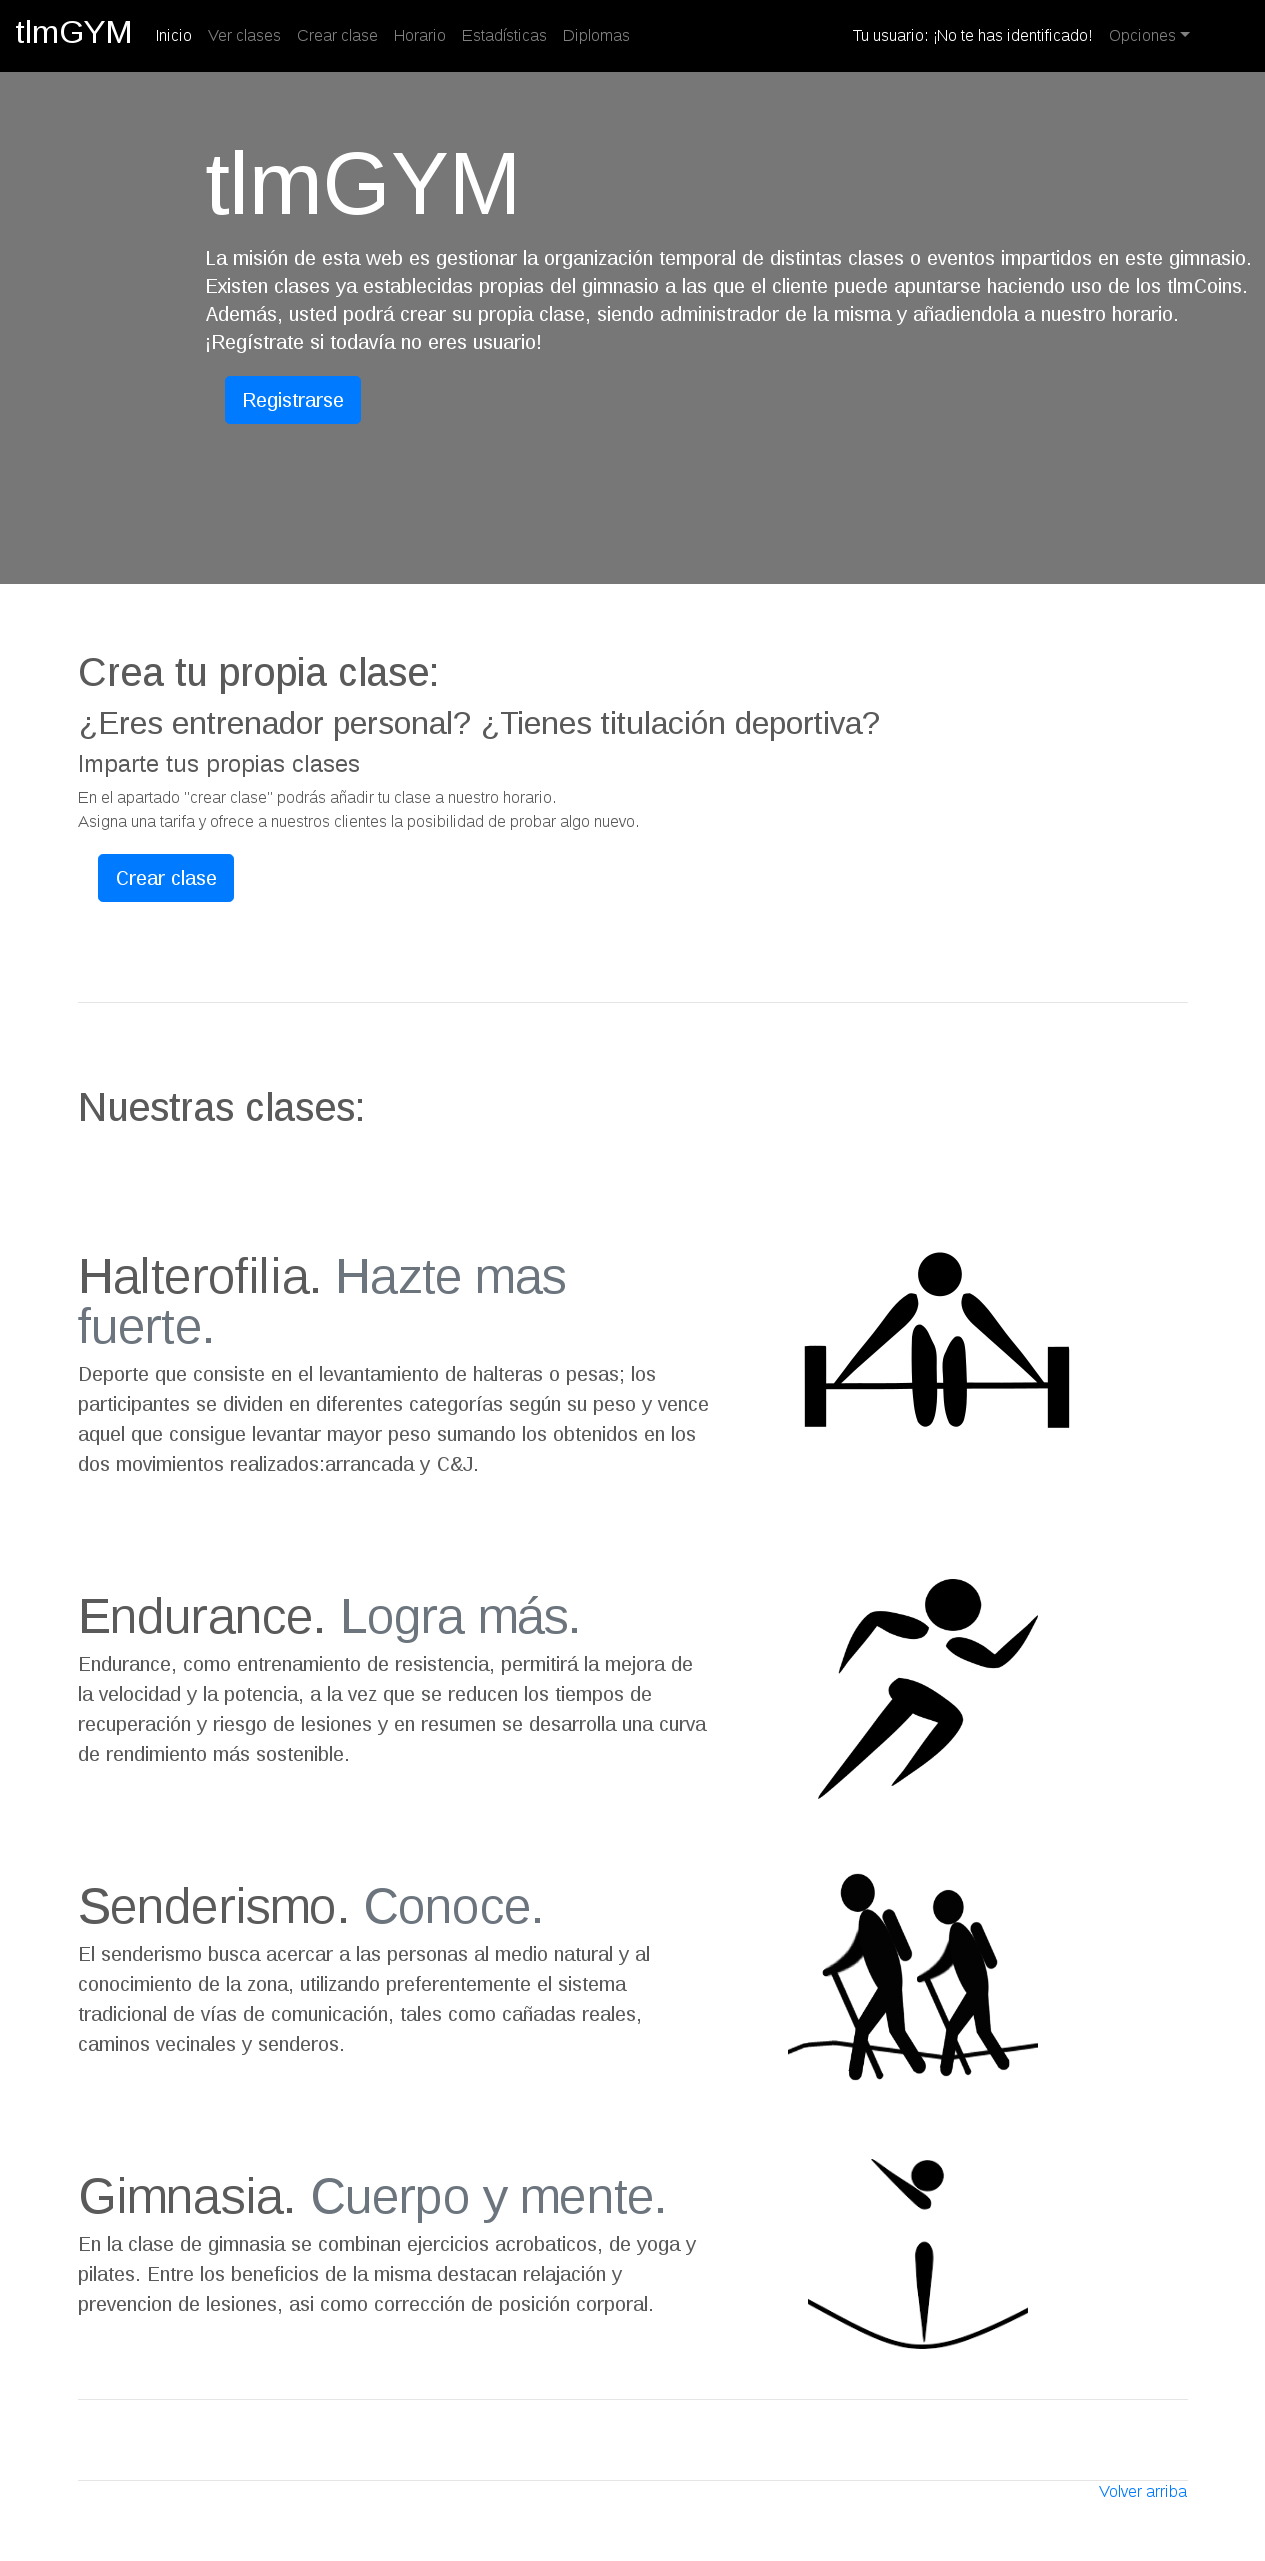 tlmGYM Inicio Ver clases Crear clase Horario Estadísticas Diplomas Tu usuario: ¡No te has identificado! Opciones
tlmGYM
La misión de esta web es gestionar la organización temporal de distintas clases o eventos impartidos en este gimnasio.
Existen clases ya establecidas propias del gimnasio a las que el cliente puede apuntarse haciendo uso de los tlmCoins.
Además, usted podrá crear su propia clase, siendo administrador de la misma y añadiendola a nuestro horario.
¡Regístrate si todavía no eres usuario!
Registrarse
Crea tu propia clase:
¿Eres entrenador personal? ¿Tienes titulación deportiva?
Imparte tus propias clases
En el apartado "crear clase" podrás añadir tu clase a nuestro horario.
Asigna una tarifa y ofrece a nuestros clientes la posibilidad de probar algo nuevo.
Crear clase
Nuestras clases:
Halterofilia. Hazte mas
fuerte.
Deporte que consiste en el levantamiento de halteras o pesas; los
participantes se dividen en diferentes categorías según su peso y vence
aquel que consigue levantar mayor peso sumando los obtenidos en los
dos movimientos realizados:arrancada y C&J.
Endurance. Logra más.
Endurance, como entrenamiento de resistencia, permitirá la mejora de
la velocidad y la potencia, a la vez que se reducen los tiempos de
recuperación y riesgo de lesiones y en resumen se desarrolla una curva
de rendimiento más sostenible.
Senderismo. Conoce.
El senderismo busca acercar a las personas al medio natural y al
conocimiento de la zona, utilizando preferentemente el sistema
tradicional de vías de comunicación, tales como cañadas reales,
caminos vecinales y senderos.
Gimnasia. Cuerpo y mente.
En la clase de gimnasia se combinan ejercicios acrobaticos, de yoga y
pilates. Entre los beneficios de la misma destacan relajación y
prevencion de lesiones, asi como corrección de posición corporal.
Volver arriba